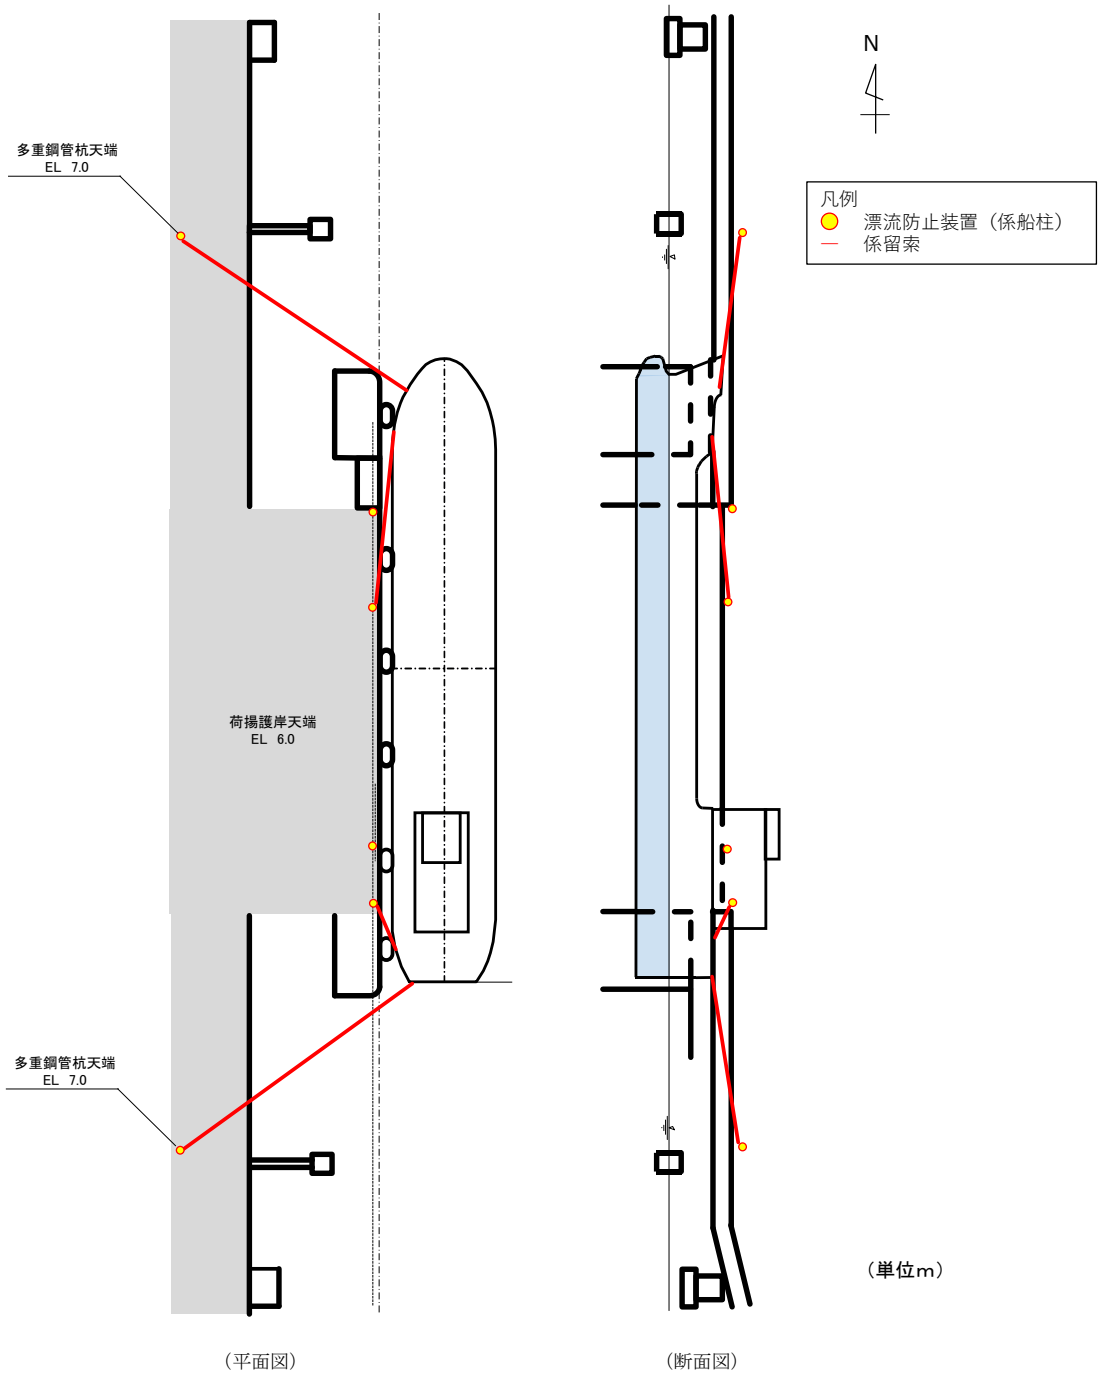 N
多重鋼管杭天端
EL 7.0
凡例
漂流防止装置（係船柱）
係留索
荷揚護岸天端
EL 6.0
多重鋼管杭天端
EL 7.0
（単位ｍ）
（平面図）
（断面図）